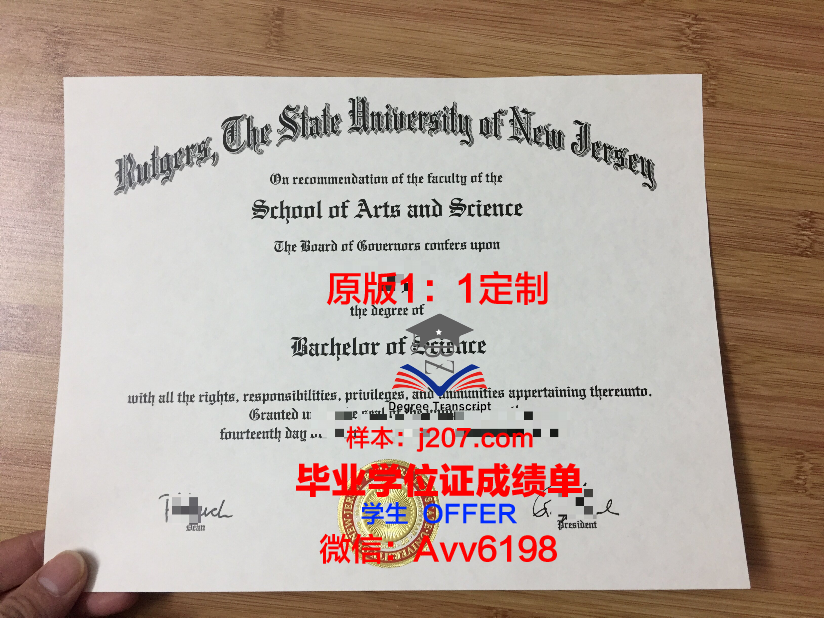 Rutgers, The State University of New Jersey
On recommendation of the faculty of the
School of Arts and Science
The Board of Governors confers upon
原版1：1定制
the degree of
Bachelor of Science
with all the rights, responsibilities, privileges, and immunities appertaining thereunto.
Degree Transcript
Granted
fourteenth day
样本：j207.com
毕业学位证成绩单
学生 OFFER
Dean
President
微信：Avv6198